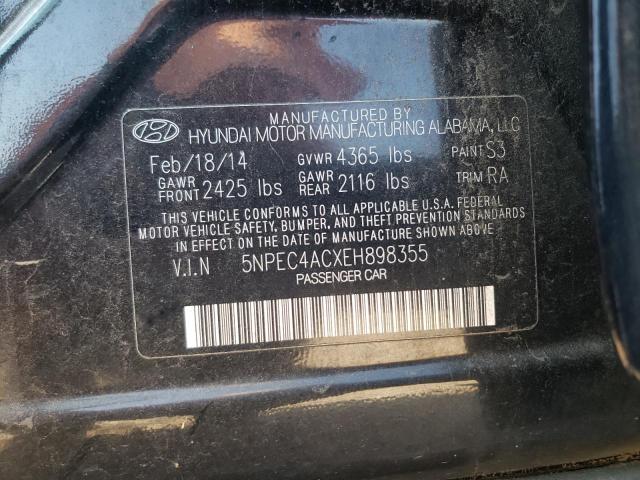 MANUFACTURED BY
HYUNDAI MOTOR MANUFACTURING ALABAMA, LLC
Feb/18/14 GVWR 4365 lbs PAINT S3
GAWR FRONT 2425 lbs GAWR REAR 2116 lbs TRIM RA
THIS VEHICLE CONFORMS TO ALL APPLICABLE U.S.A. FEDERAL
MOTOR VEHICLE SAFETY, BUMPER, AND THEFT PREVENTION STANDARDS
IN EFFECT ON THE DATE OF MANUFACTURE SHOWN ABOVE.
V.I.N 5NPEC4ACXEH898355
PASSENGER CAR